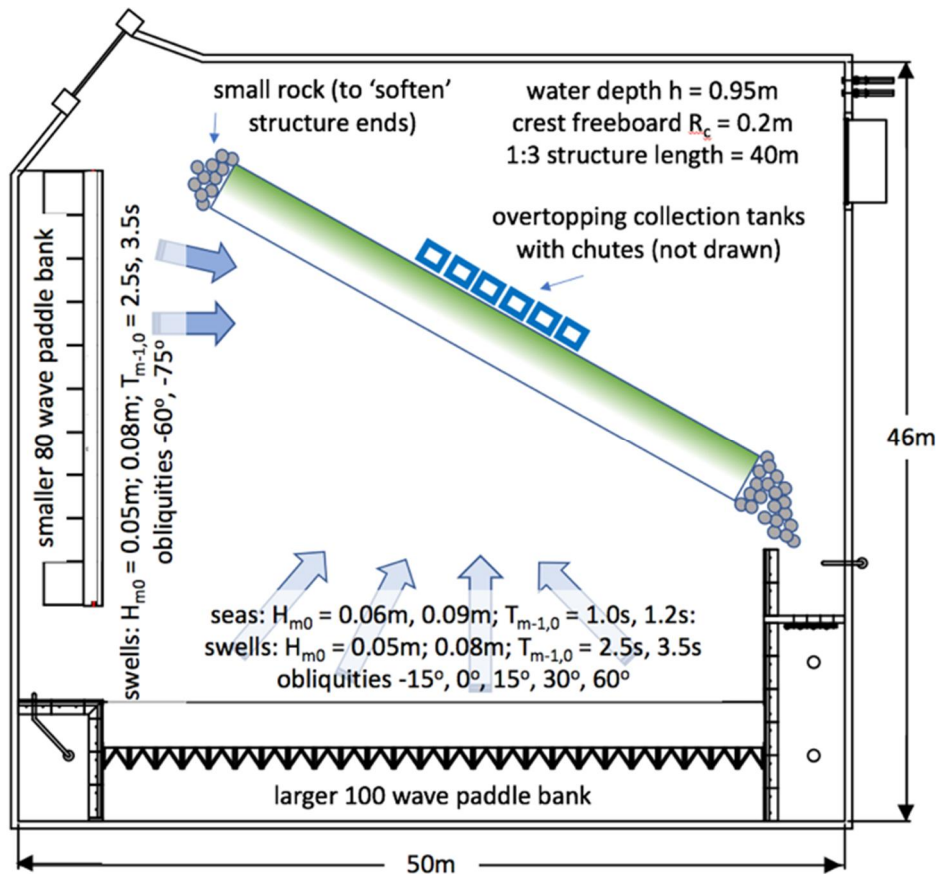 small rock (to ‘soften’
structure ends)
water depth h = 0.95m
crest freeboard Rc = 0.2m
1:3 structure length = 40m
overtopping collection tanks
with chutes (not drawn)
smaller 80 wave paddle bank
swells: Hm0 = 0.05m; 0.08m; Tm-1,0 = 2.5s, 3.5s
obliquities -60°, -75°
46m
seas: Hm0 = 0.06m, 0.09m; Tm-1,0 = 1.0s, 1.2s:
swells: Hm0 = 0.05m; 0.08m; Tm-1,0 = 2.5s, 3.5s
obliquities -15°, 0°, 15°, 30°, 60°
larger 100 wave paddle bank
50m